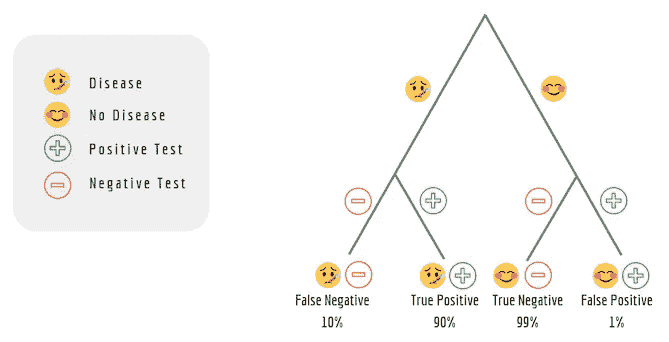 Disease
No Disease
Positive Test
Negative Test
False Negative
10%
True Positive
90%
True Negative
99%
False Positive
1%